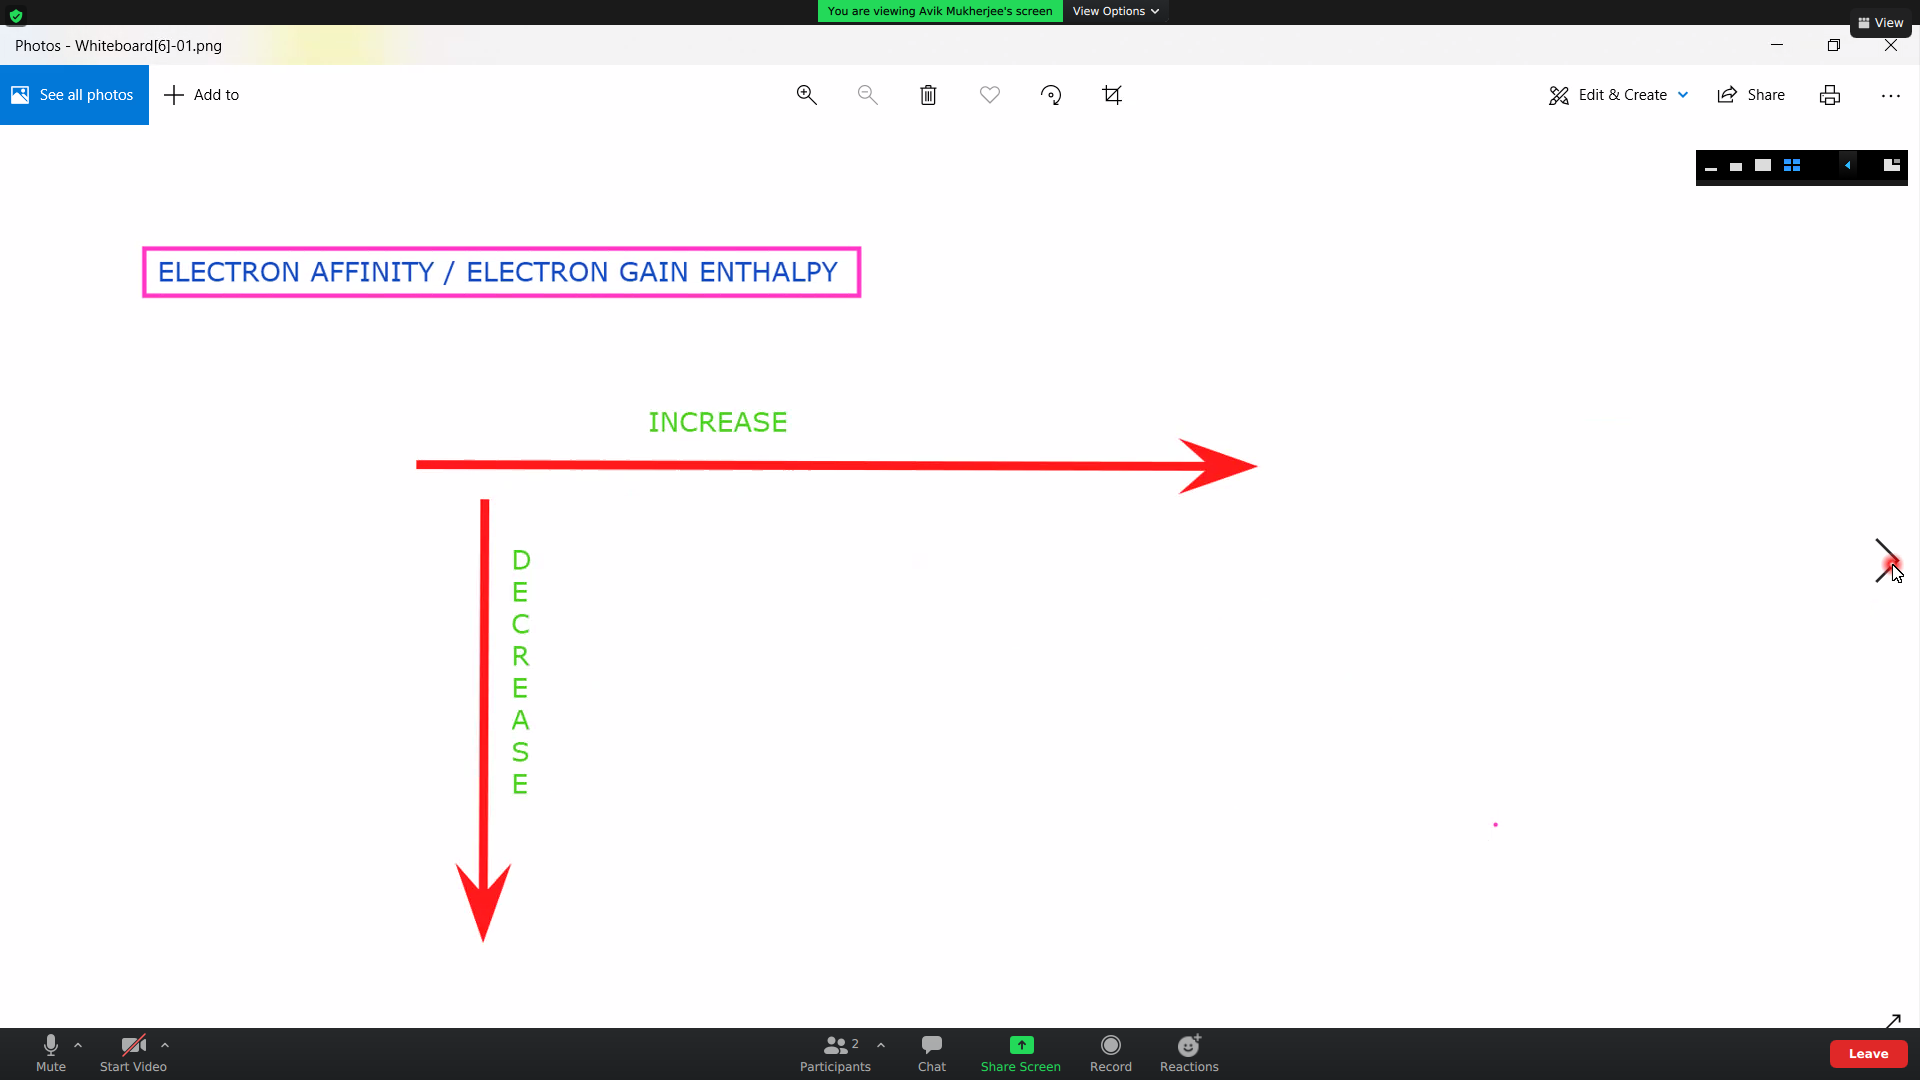 You are viewing Avik Mukherjee's screen View Options
View
Photos - Whiteboard[6]-01.png
See all photos
Add to
Edit & Create
Share
ELECTRON AFFINITY / ELECTRON GAIN ENTHALPY
INCREASE
D
E
C
R
E
A
S
E
Mute
Start Video
Participants
2
Chat
Share Screen
Record
Reactions
Leave